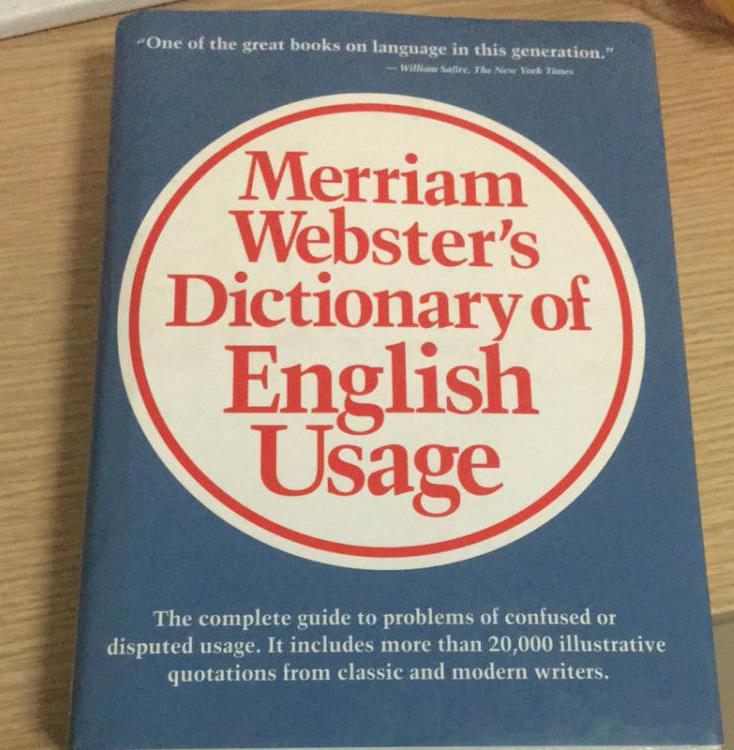 “One of the great books on language in this generation.”
— William Safire, The New York Times
Merriam
Webster’s
Dictionary of
English
Usage
The complete guide to problems of confused or
disputed usage. It includes more than 20,000 illustrative
quotations from classic and modern writers.